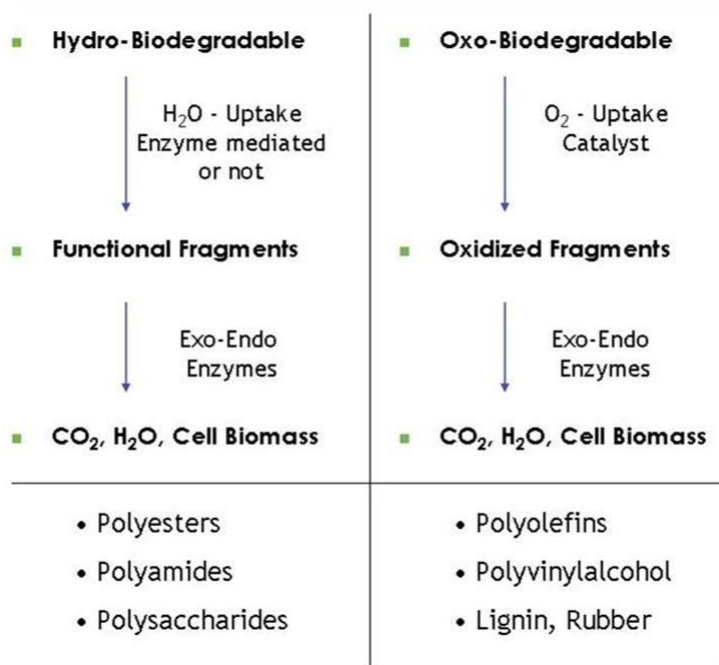 Hydro-Biodegradable
H₂O - Uptake
Enzyme mediated
or not
Functional Fragments
Exo-Endo
Enzymes
CO₂, H₂O, Cell Biomass
• Polyesters
• Polyamides
• Polysaccharides
Oxo-Biodegradable
O₂ - Uptake
Catalyst
Oxidized Fragments
Exo-Endo
Enzymes
CO₂, H₂O, Cell Biomass
• Polyolefins
• Polyvinylalcohol
• Lignin, Rubber